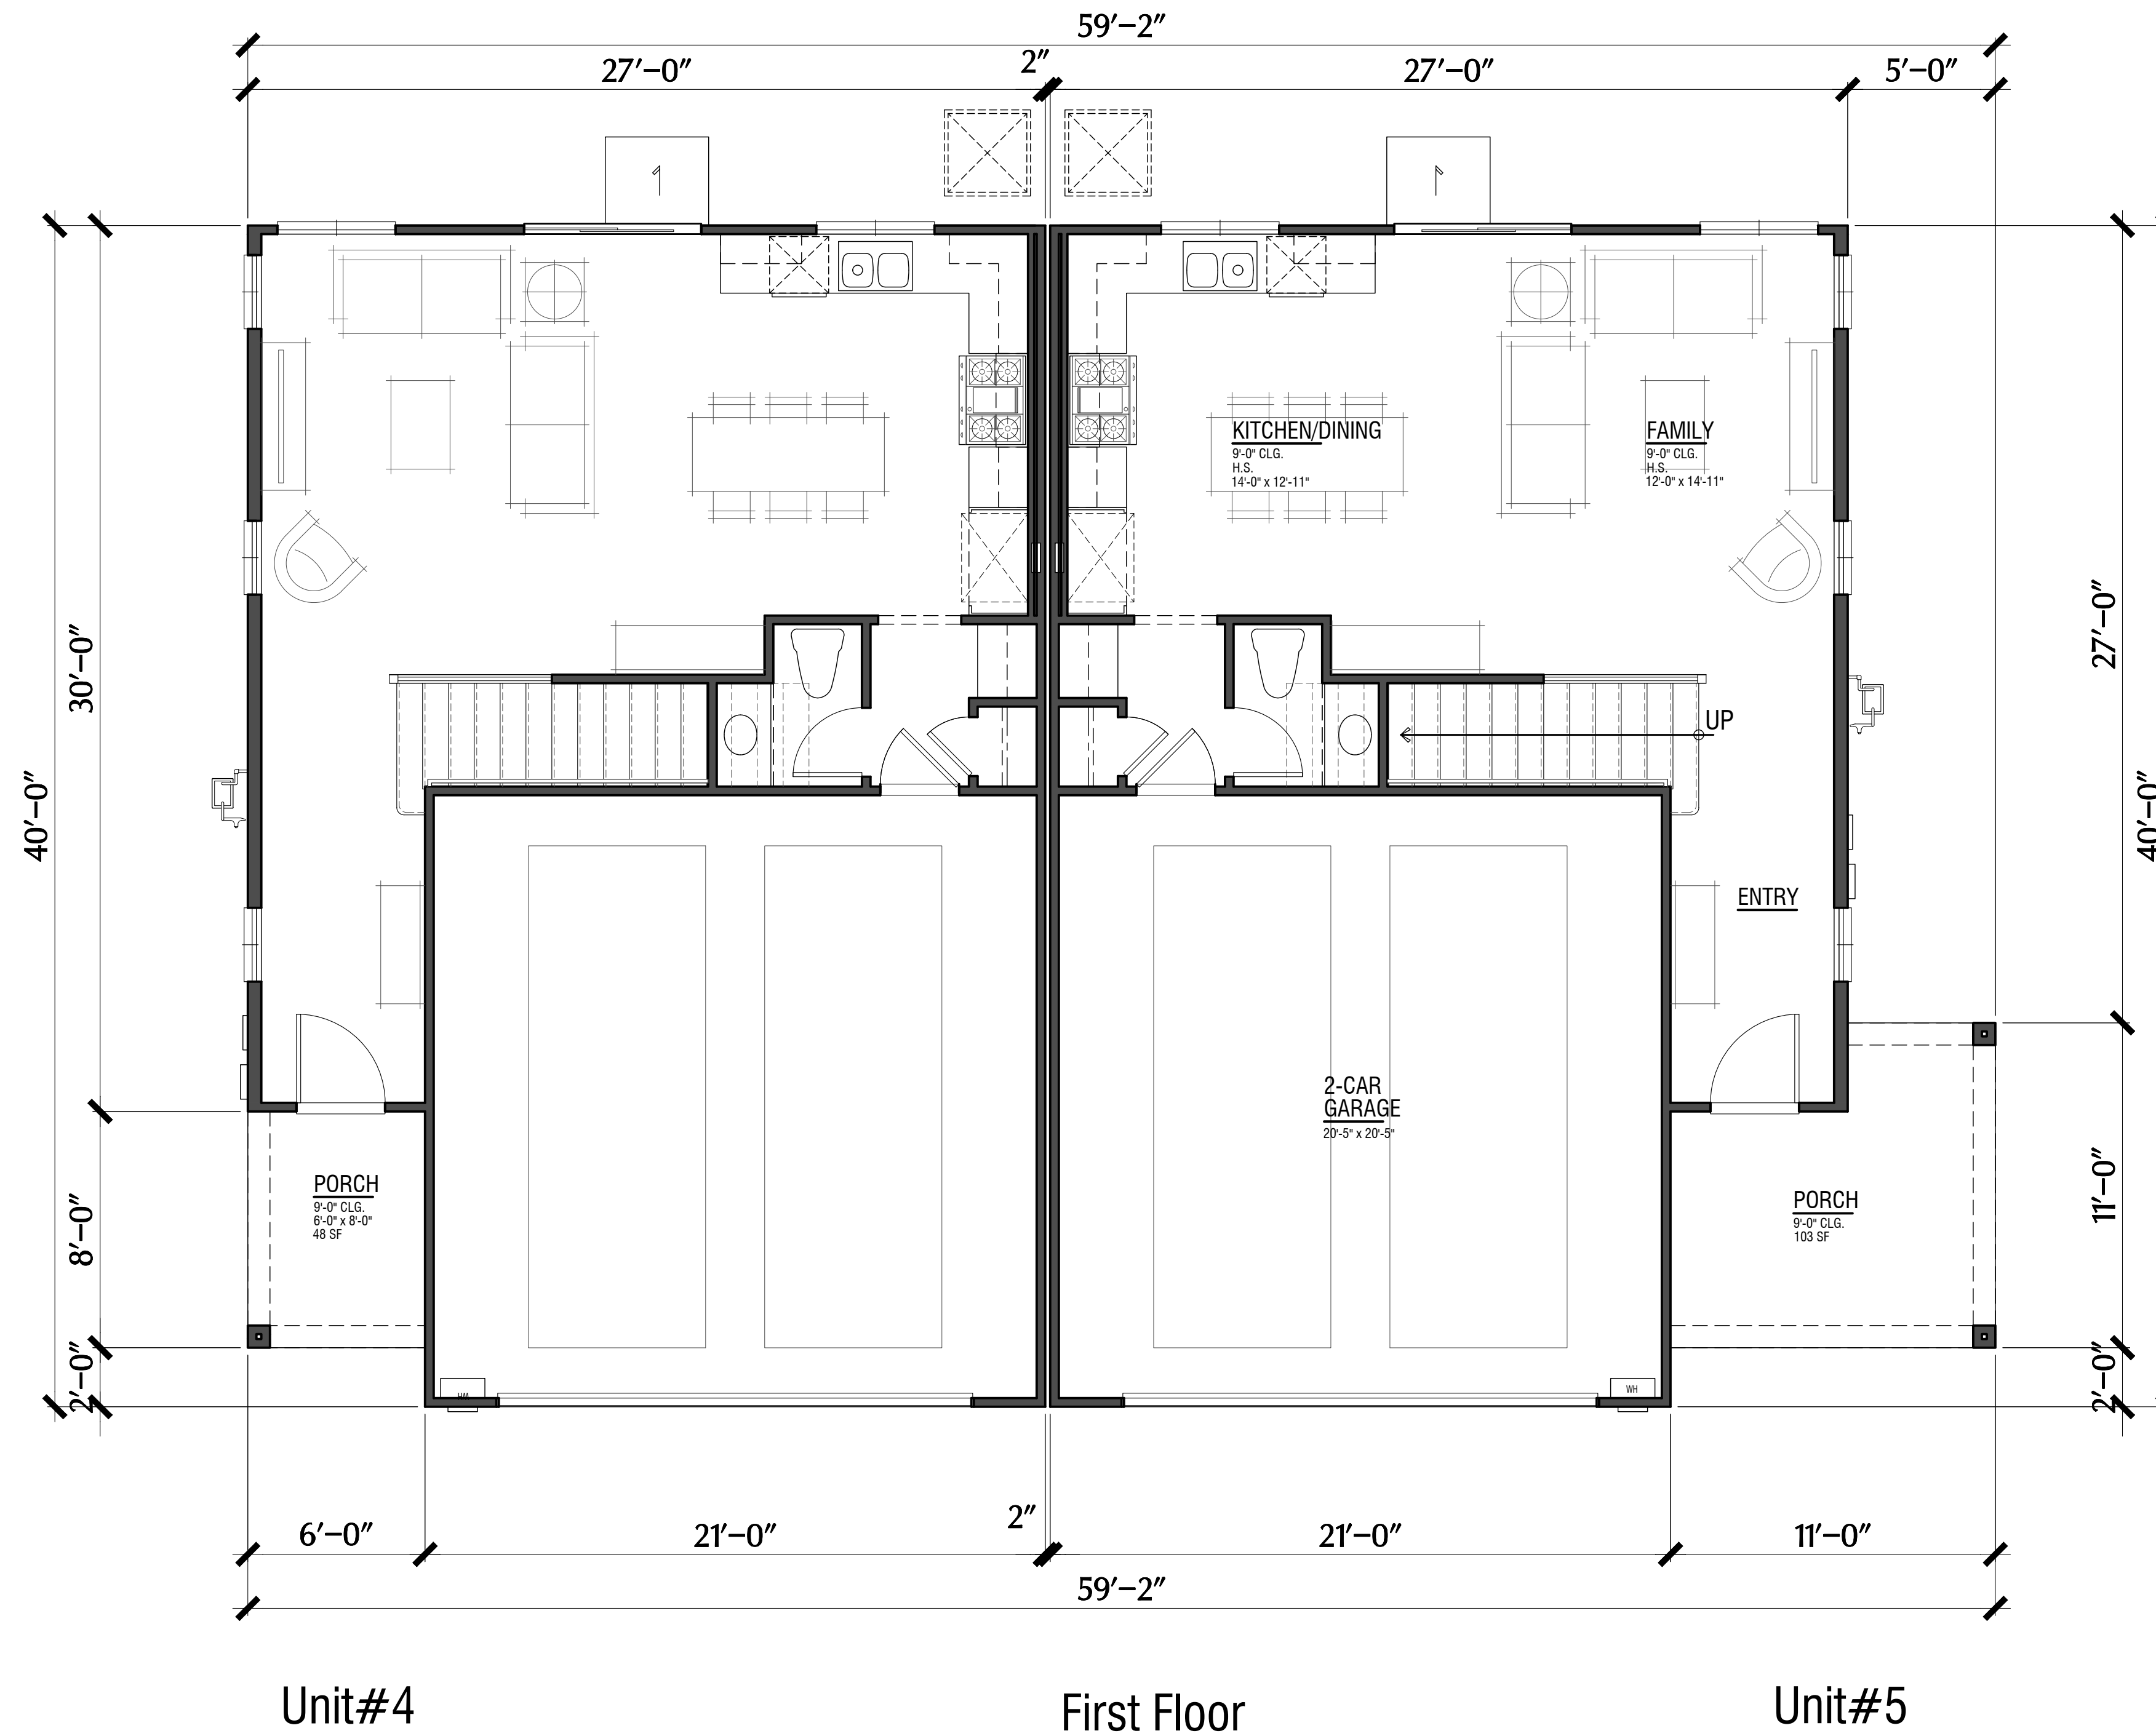 59'-2"
27'-0"
2"
27'-0"
5'-0"
KITCHEN/DINING
9'-0" CLG.
H.S.
14'-0" x 12'-11"
FAMILY
9'-0" CLG.
H.S.
12'-0" x 14'-11"
30'-0"
40'-0"
27'-0"
40'-0"
UP
ENTRY
2-CAR
GARAGE
20'-5" x 20'-5"
PORCH
9'-0" CLG.
6'-0" x 8'-0"
48 SF
PORCH
9'-0" CLG.
103 SF
8'-0"
11'-0"
2'-0"
2'-0"
WH
WH
6'-0"
21'-0"
2"
21'-0"
11'-0"
59'-2"
Unit#4
First Floor
Unit#5